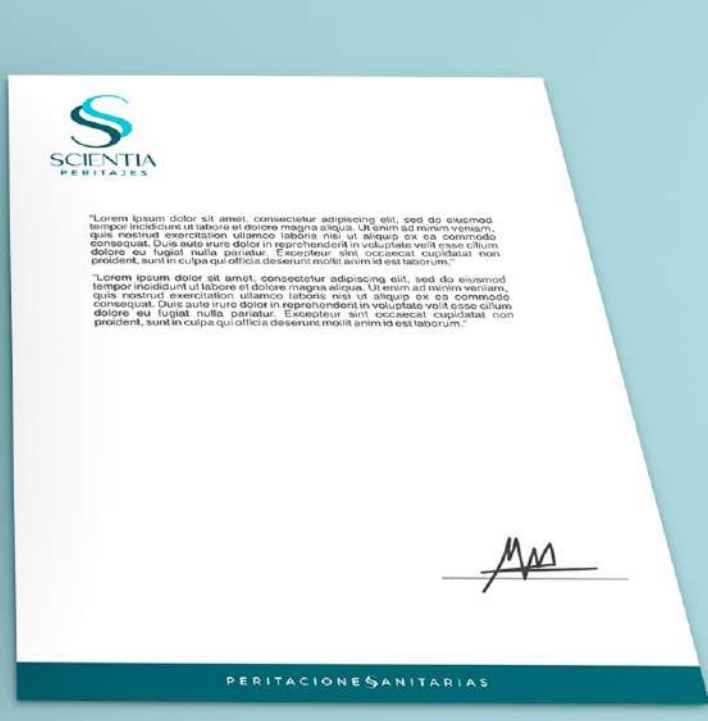 SCIENTIA
PERITAJES
"Lorem ipsum dolor sit amet, consectetur adipiscing elit, sed do eiusmod
tempor incididunt ut labore et dolore magna aliqua. Ut enim ad minim veniam,
quis nostrud exercitation ullamco laboris nisi ut aliquip ex ea commodo
consequat. Duis aute irure dolor in reprehenderit in voluptate velit esse cillum
dolore eu fugiat nulla pariatur. Excepteur sint occaecat cupidatat non
proident, sunt in culpa qui officia deserunt mollit anim id est laborum."
"Lorem ipsum dolor sit amet, consectetur adipiscing elit, sed do eiusmod
tempor incididunt ut labore et dolore magna aliqua. Ut enim ad minim veniam,
quis nostrud exercitation ullamco laboris nisi ut aliquip ex ea commodo
consequat. Duis aute irure dolor in reprehenderit in voluptate velit esse cillum
dolore eu fugiat nulla pariatur. Excepteur sint occaecat cupidatat non
proident, sunt in culpa qui officia deserunt mollit anim id est laborum."
PERITACIONESSANITARIAS